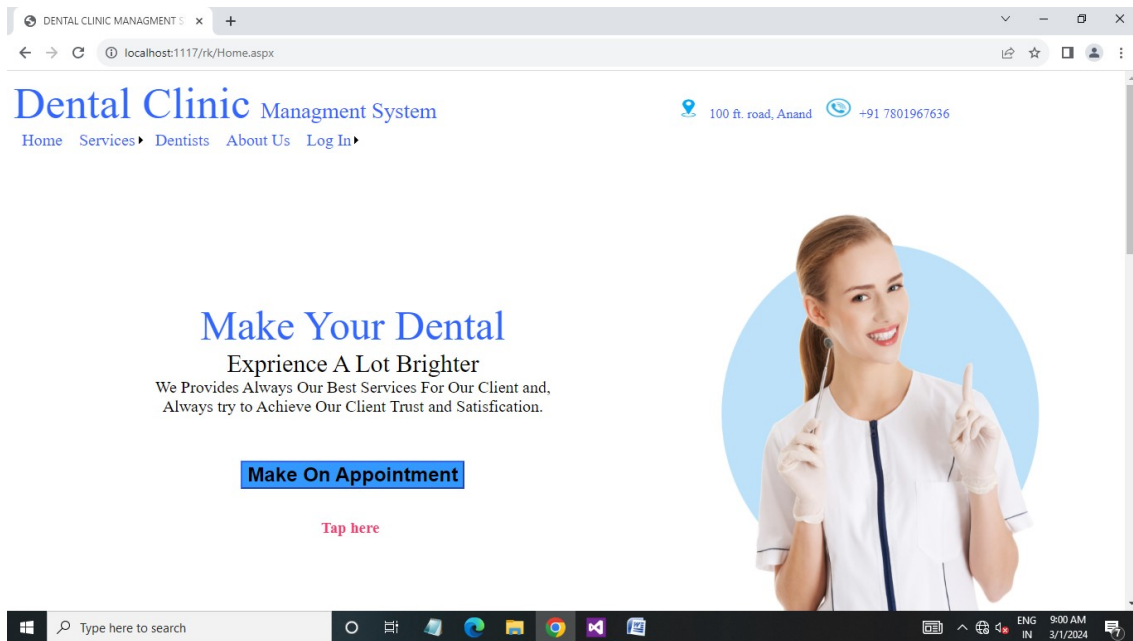 DENTAL CLINIC MANAGMENT S
localhost:1117/rk/Home.aspx
Dental Clinic Managment System
100 ft. road, Anand +91 7801967636
Home Services Dentists About Us Log In
Make Your Dental
Exprience A Lot Brighter
We Provides Always Our Best Services For Our Client and,
Always try to Achieve Our Client Trust and Satisfication.
Make On Appointment
Tap here
Type here to search
ENG 9:00 AM
IN 3/1/2024
7